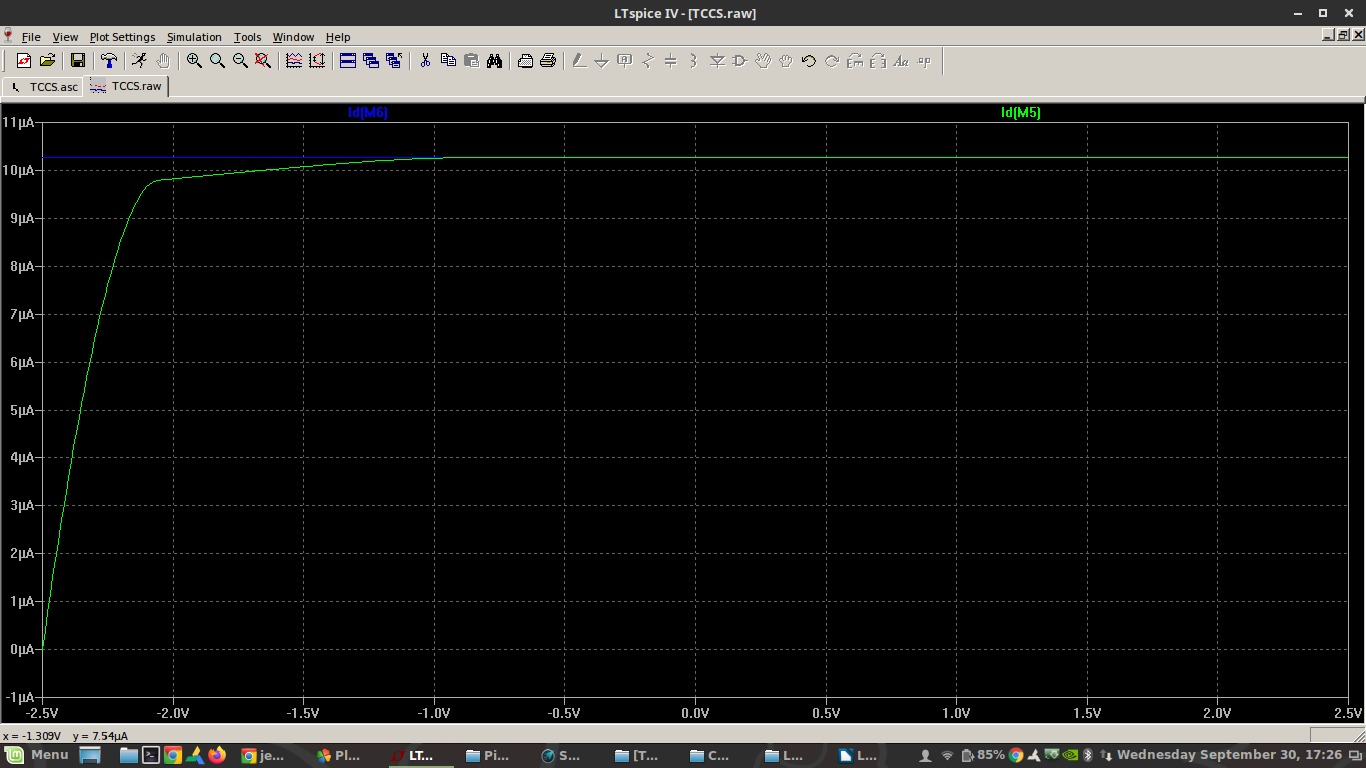 LTspice IV - [TCCS.raw]
File View Plot Settings Simulation Tools Window Help
TCCS.asc TCCS.raw
Id(M6) Id(M5)
11µA
10µA
9µA
8µA
7µA
6µA
5µA
4µA
3µA
2µA
1µA
0µA
-1µA
-2.5V -2.0V -1.5V -1.0V -0.5V 0.0V 0.5V 1.0V 1.5V 2.0V 2.5V
x = -1.309V y = 7.54µA
Menu je... Pl... LT... Pi... S... [T... C... L... L... 85% Wednesday September 30, 17:26